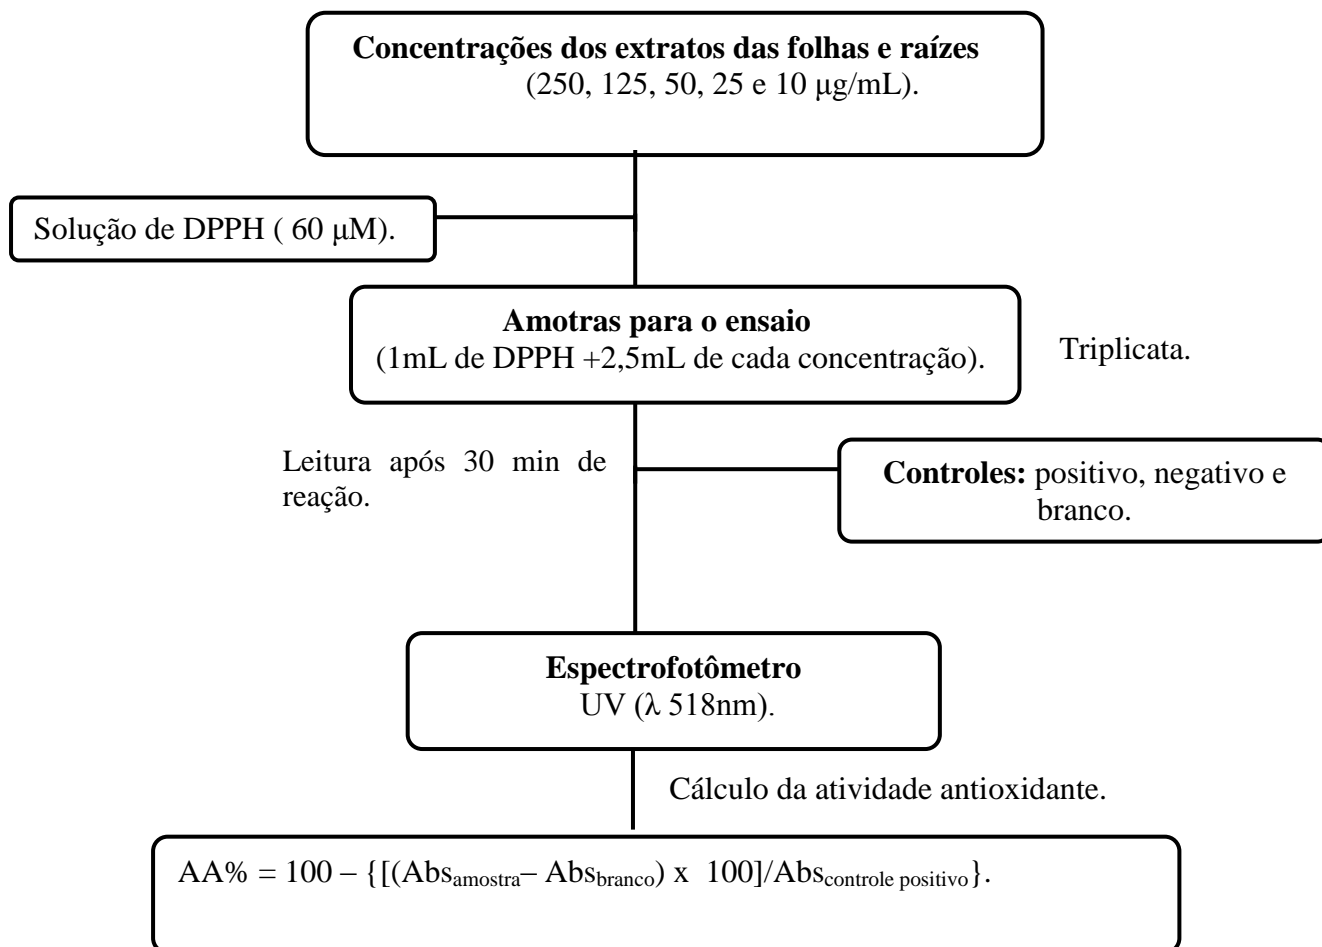 Concentrações dos extratos das folhas e raízes
(250, 125, 50, 25 e 10 μg/mL).
Solução de DPPH ( 60 μM).
Amotras para o ensaio
(1mL de DPPH +2,5mL de cada concentração).
Triplicata.
Leitura após 30 min de
reação.
Controles: positivo, negativo e
branco.
Espectrofotômetro
UV (λ 518nm).
Cálculo da atividade antioxidante.
AA% = 100 – {[(Absamostra– Absbranco) x 100]/Abscontrole positivo}.